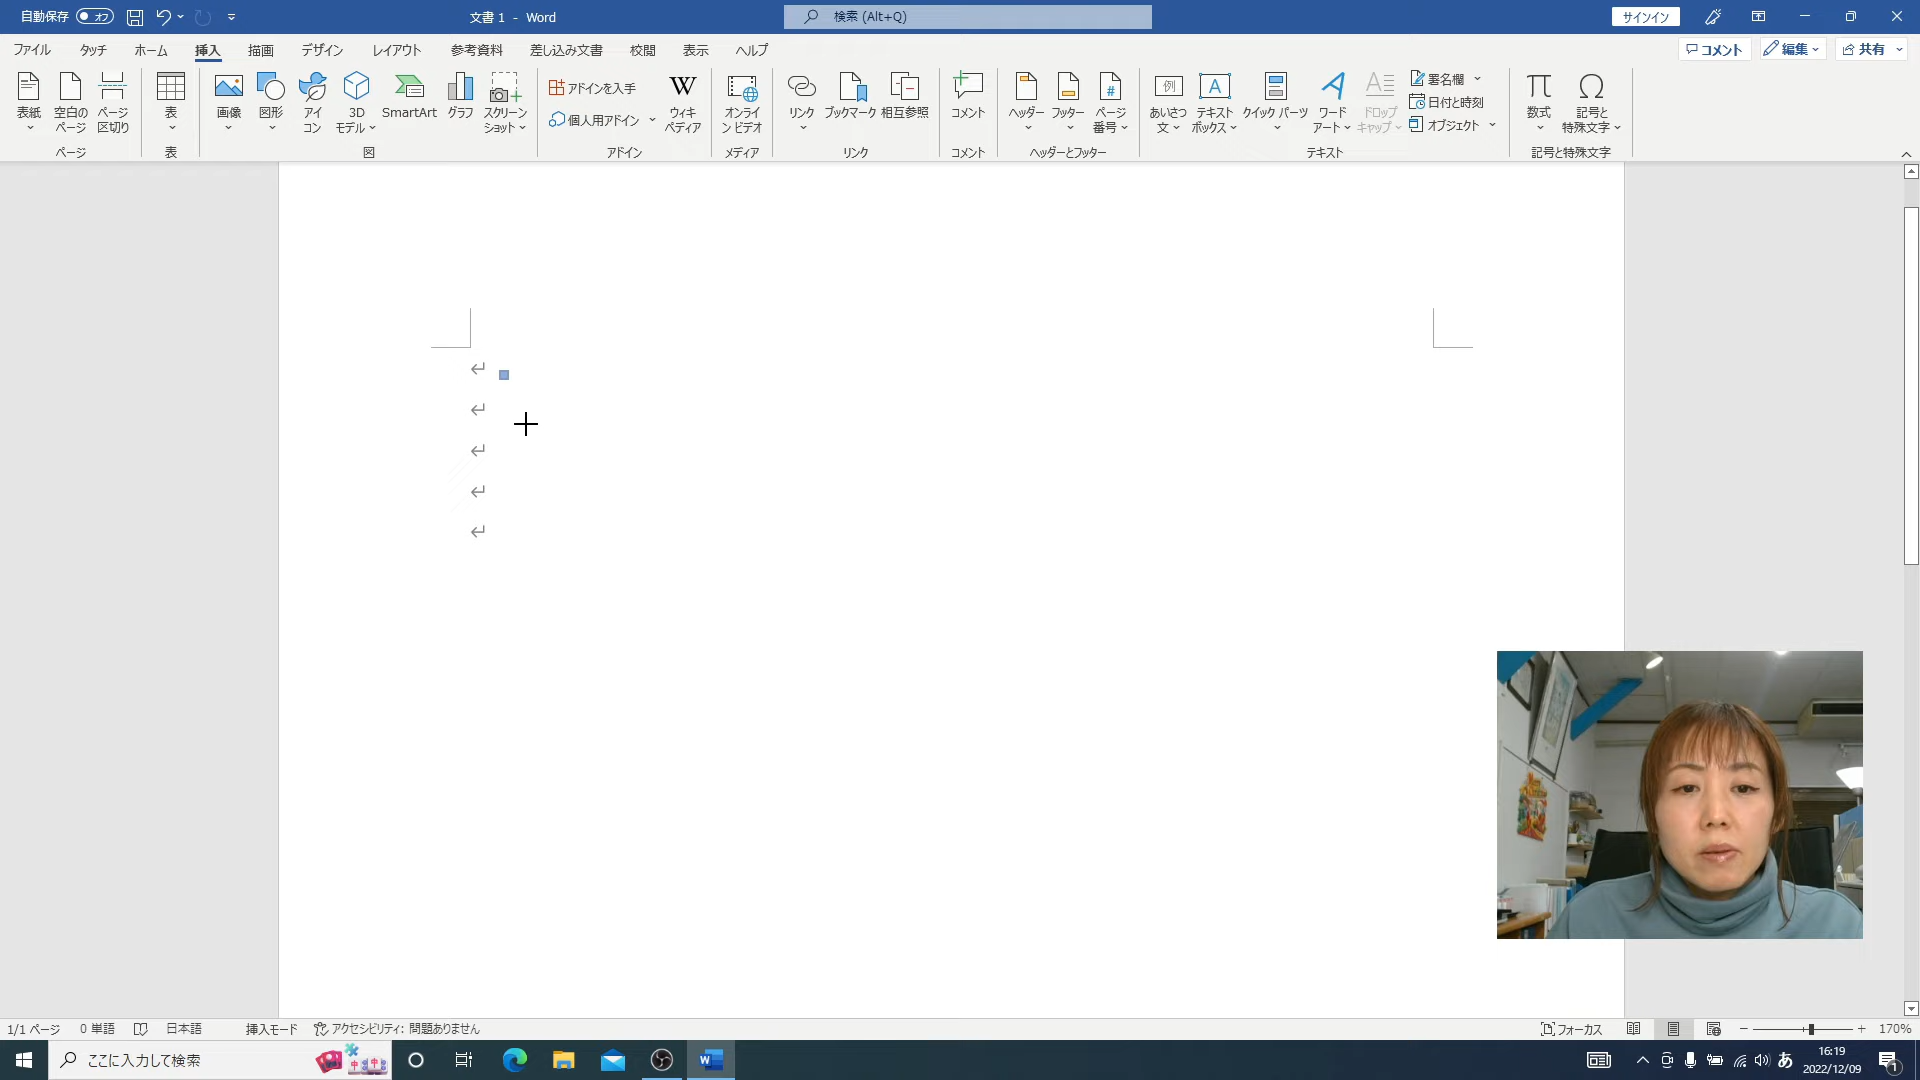 自動保存 オフ
文書 1 - Word
検索 (Alt+Q)
サインイン
ファイル タッチ ホーム 挿入 描画 デザイン レイアウト 参考資料 差し込み文書 校閲 表示 ヘルプ
コメント 編集 共有
表紙
空白の
ページ
ページ
区切り
ページ
表
表
画像
図形
アイ
コン
3D
モデル
SmartArt
グラフ
スクリーン
ショット
図
アドインを入手
個人用アドイン
W
ウィキ
ペディア
アドイン
オンライ
ン ビデオ
メディア
リンク
ブックマーク
相互参照
リンク
コメント
コメント
ヘッダー
フッター
#
ページ
番号
ヘッダーとフッター
例
あいさつ
文
A
テキスト
ボックス
クイック パーツ
A
ワード
アート
A
ドロップ
キャップ
署名欄
日付と時刻
オブジェクト
テキスト
π
数式
Ω
記号と
特殊文字
記号と特殊文字
1/1 ページ 0 単語 日本語 挿入モード アクセシビリティ: 問題ありません
フォーカス
170%
ここに入力して検索
中
中
W
あ
16:19
2022/12/09
1